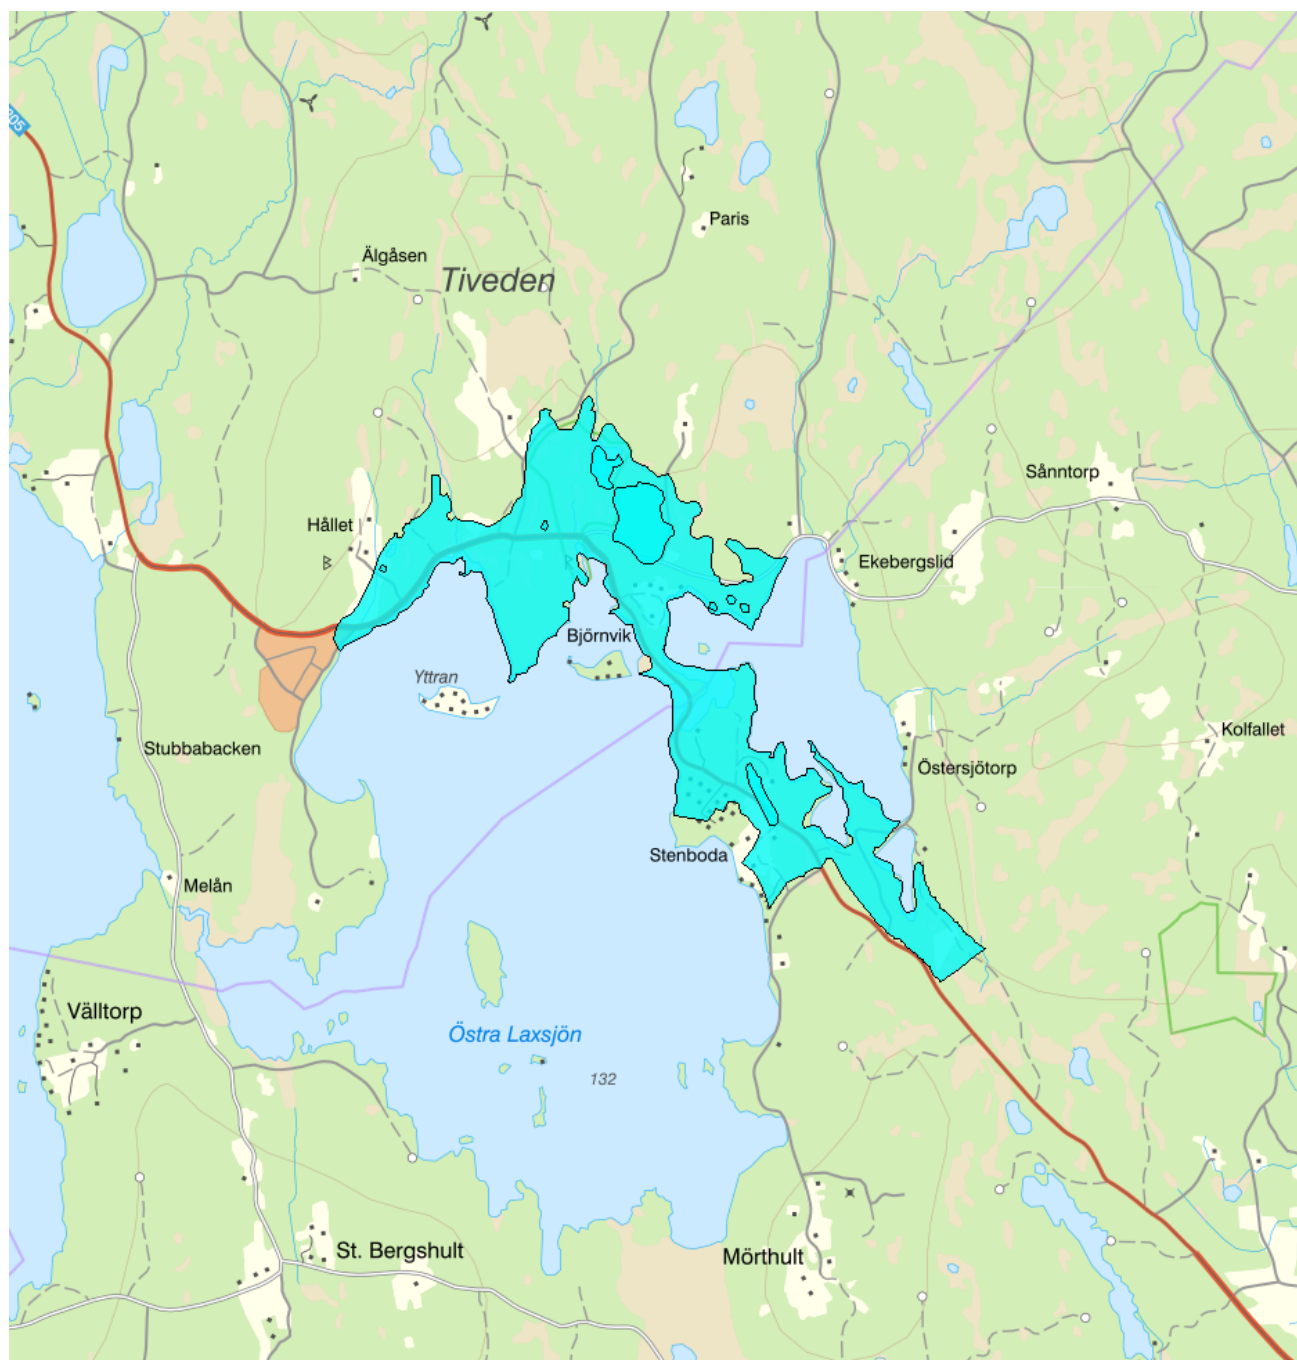 205
Paris
Älgåsen
Tiveden
Sånntorp
Hållet
Ekebergslid
Björnvik
Yttran
Kolfallet
Stubbabacken
Östersjötorp
Stenboda
Melån
Välltorp
Östra Laxsjön
132
St. Bergshult
Mörthult